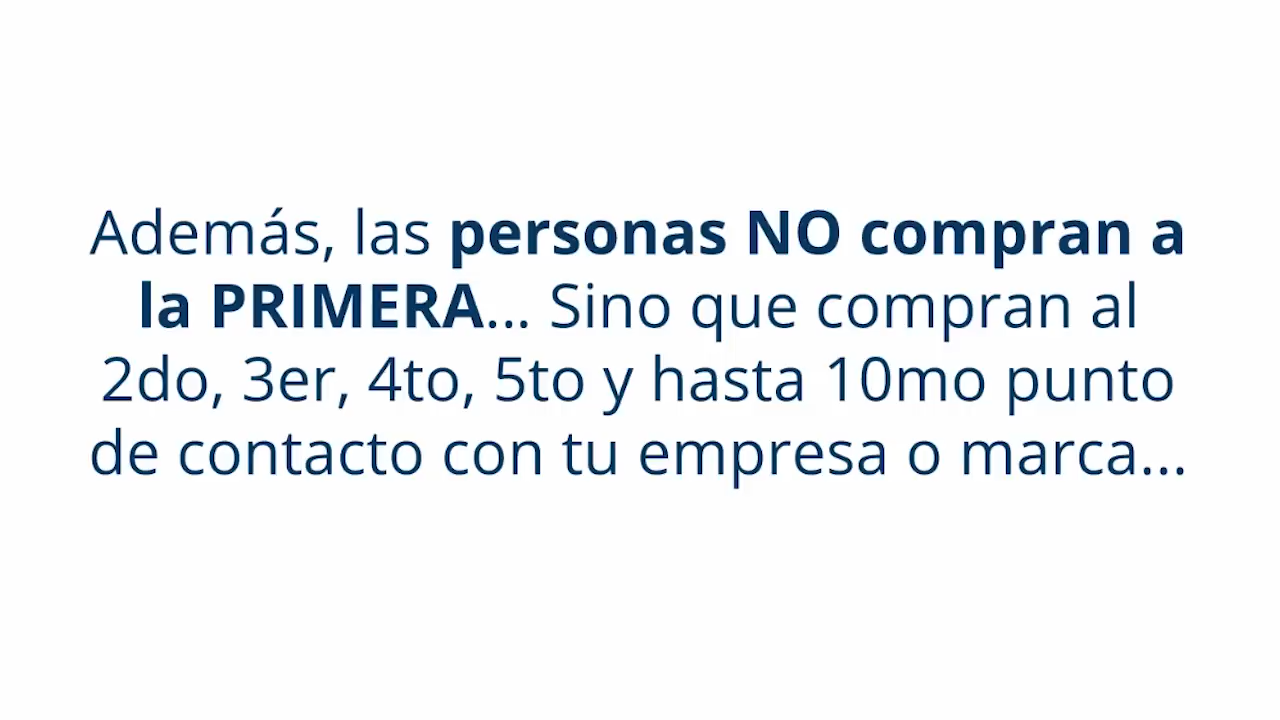 Además, las personas NO compran a
la PRIMERA... Sino que compran al
2do, 3er, 4to, 5to y hasta 10mo punto
de contacto con tu empresa o marca...